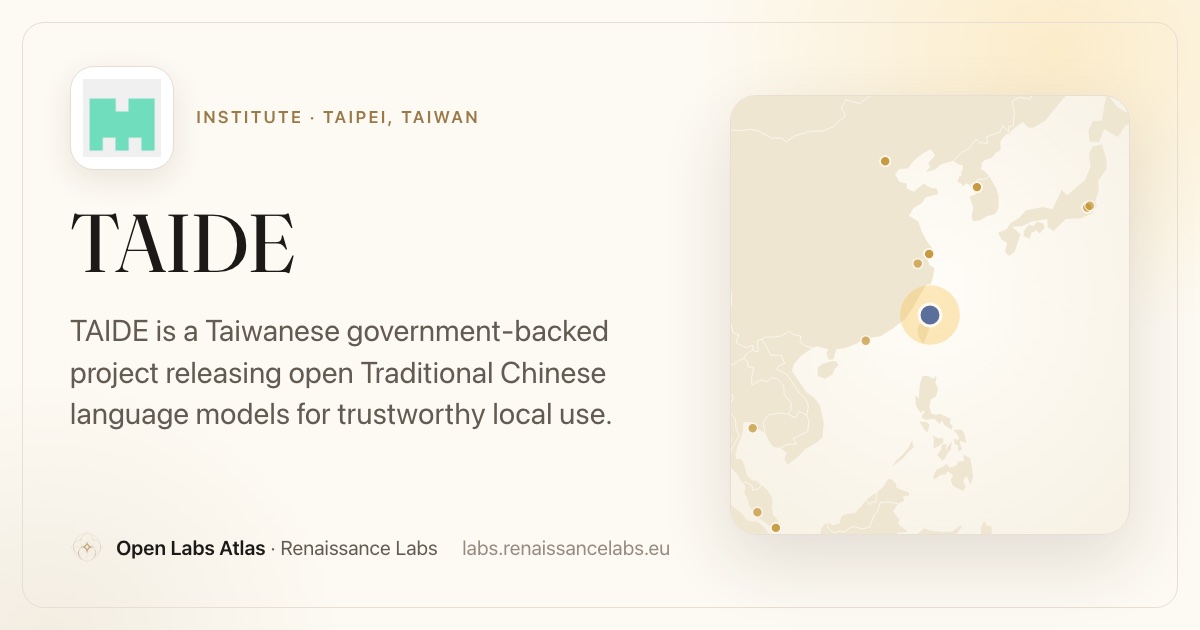 INSTITUTE · TAIPEI, TAIWAN
TAIDE
TAIDE is a Taiwanese government-backed
project releasing open Traditional Chinese
language models for trustworthy local use.
Open Labs Atlas · Renaissance Labs labs.renaissancelabs.eu